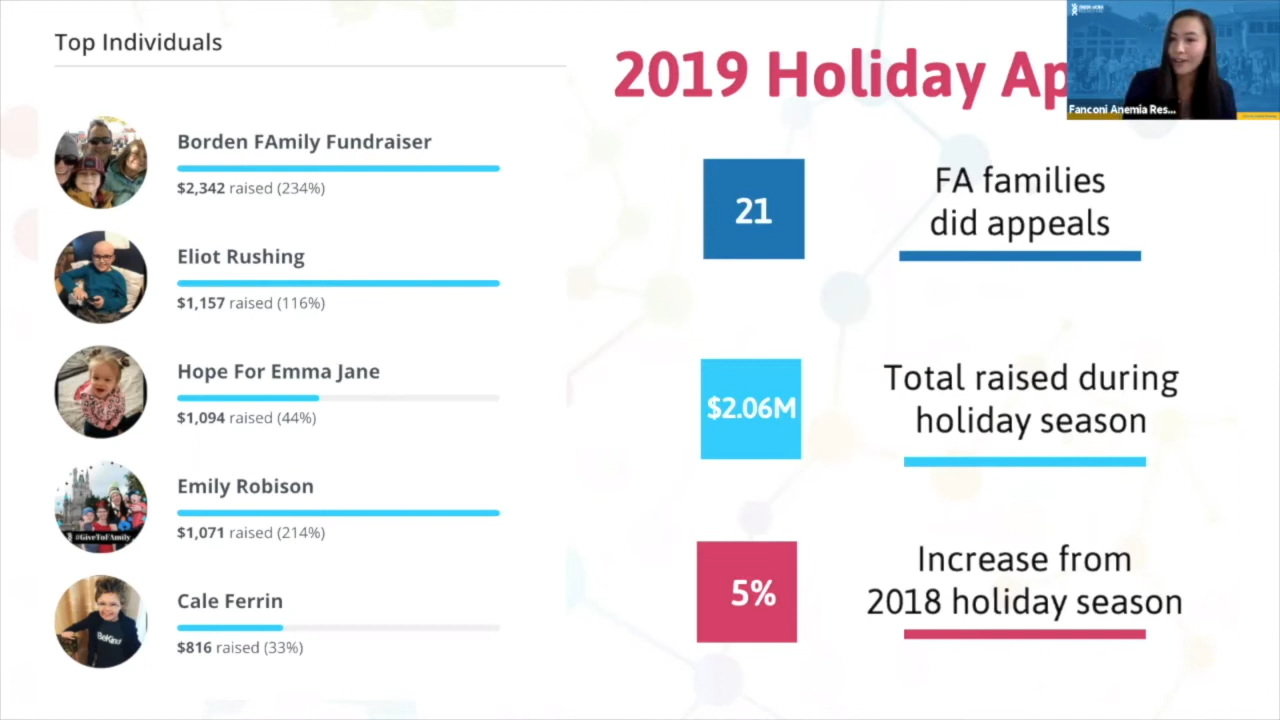 Top Individuals
Borden FAmily Fundraiser
$2,342 raised (234%)
Eliot Rushing
$1,157 raised (116%)
Hope For Emma Jane
$1,094 raised (44%)
#GiveToFAmily
Emily Robison
$1,071 raised (214%)
BeKind
Cale Ferrin
$816 raised (33%)
2019 Holiday Ap
Fanconi Anemia Res...
21
FA families
did appeals
$2.06M
Total raised during
holiday season
5%
Increase from
2018 holiday season